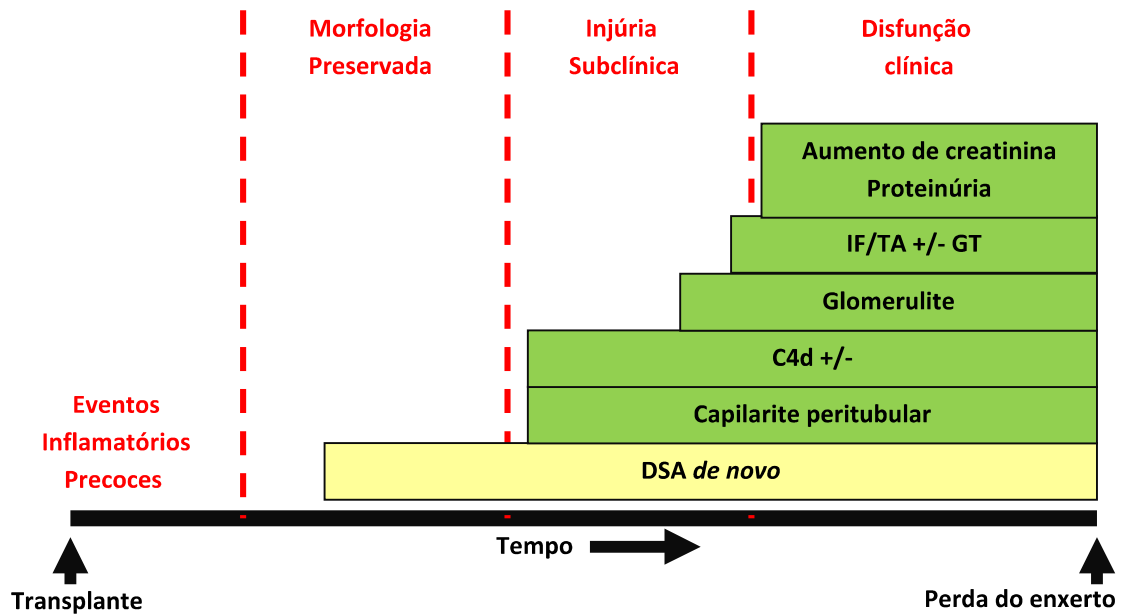 Morfologia
Preservada
Injúria
Subclínica
Disfunção
clínica
Aumento de creatinina
Proteinúria
IF/TA +/- GT
Glomerulite
C4d +/-
Capilarite peritubular
DSA de novo
Eventos
Inflamatórios
Precoces
Tempo
Transplante
Perda do enxerto